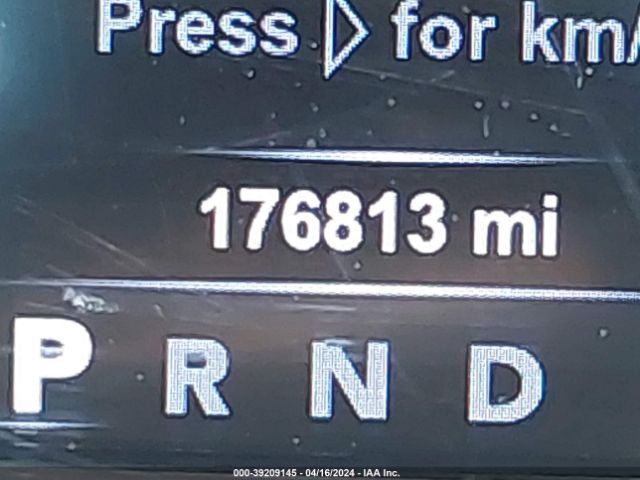 Press ▷ for km/
176813 mi
P R N D
000-39209145 - 04/16/2024 - IAA Inc.